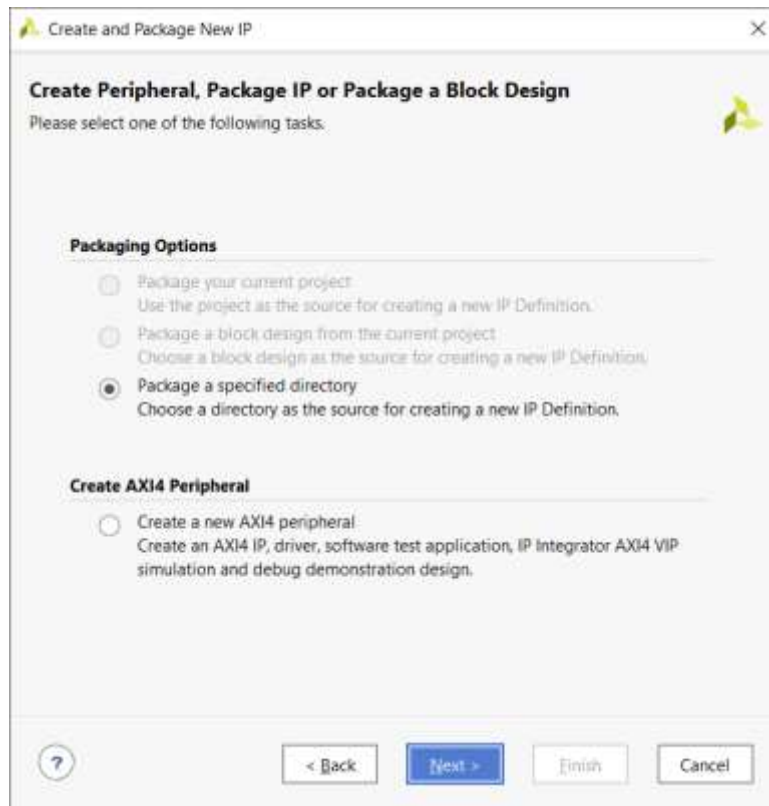 Create and Package New IP
Create Peripheral, Package IP or Package a Block Design
Please select one of the following tasks.
Packaging Options
Package your current project
Use the project as the source for creating a new IP Definition.
Package a block design from the current project
Choose a block design as the source for creating a new IP Definition.
Package a specified directory
Choose a directory as the source for creating a new IP Definition.
Create AXI4 Peripheral
Create a new AXI4 peripheral
Create an AXI4 IP, driver, software test application, IP Integrator AXI4 VIP
simulation and debug demonstration design.
? < Back Next > Finish Cancel